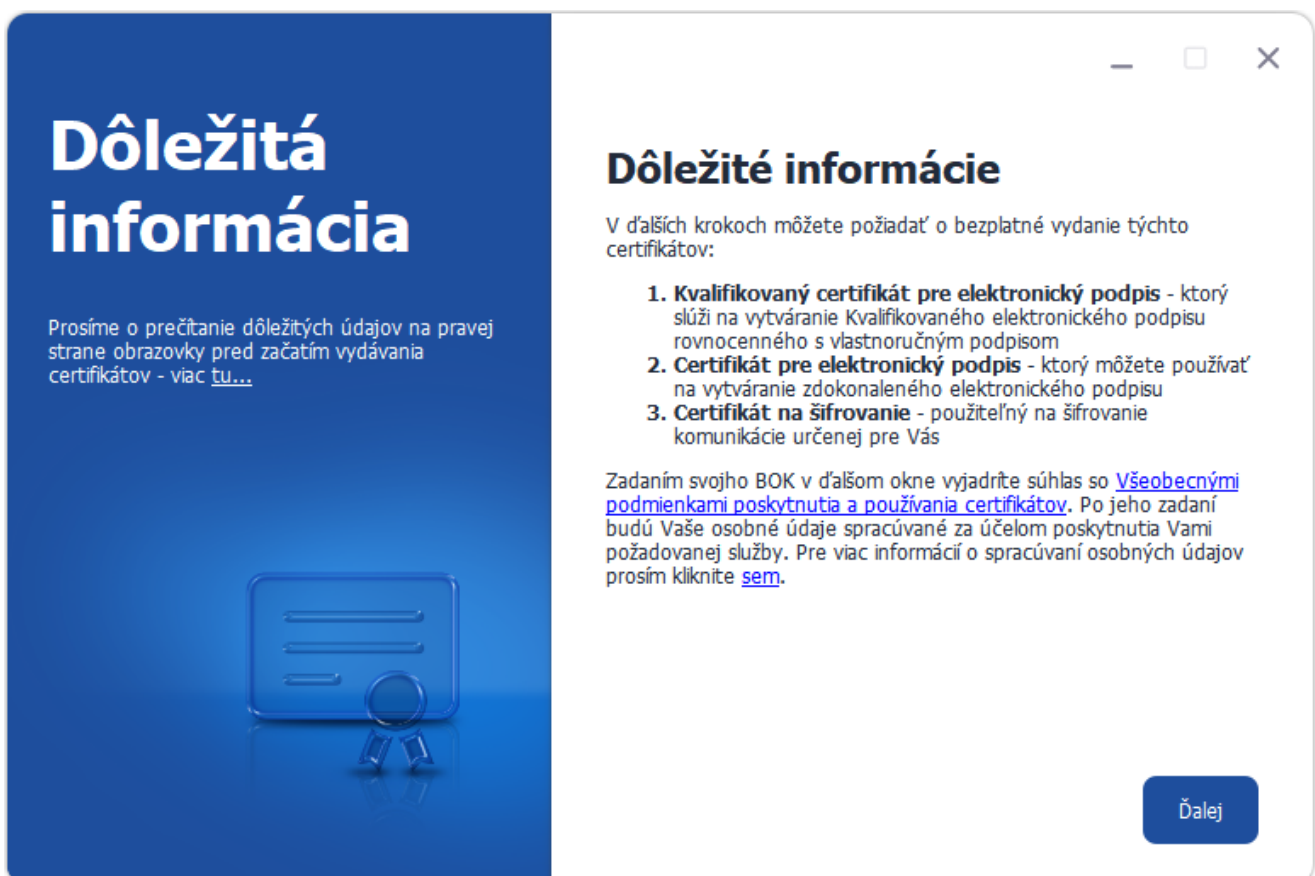 Dôležitá
informácia
Prosíme o prečítanie dôležitých údajov na pravej
strane obrazovky pred začatím vydávania
certifikátov - viac tu...
Dôležité informácie
V ďalších krokoch môžete požiadať o bezplatné vydanie týchto
certifikátov:
1. Kvalifikovaný certifikát pre elektronický podpis - ktorý
slúži na vytváranie Kvalifikovaného elektronického podpisu
rovnocenného s vlastnoručným podpisom
2. Certifikát pre elektronický podpis - ktorý môžete používať
na vytváranie zdokonaleného elektronického podpisu
3. Certifikát na šifrovanie - použiteľný na šifrovanie
komunikácie určenej pre Vás
Zadaním svojho BOK v ďalšom okne vyjadríte súhlas so Všeobecnými
podmienkami poskytnutia a používania certifikátov. Po jeho zadaní
budú Vaše osobné údaje spracúvané za účelom poskytnutia Vami
požadovanej služby. Pre viac informácií o spracúvaní osobných údajov
prosím kliknite sem.
Ďalej